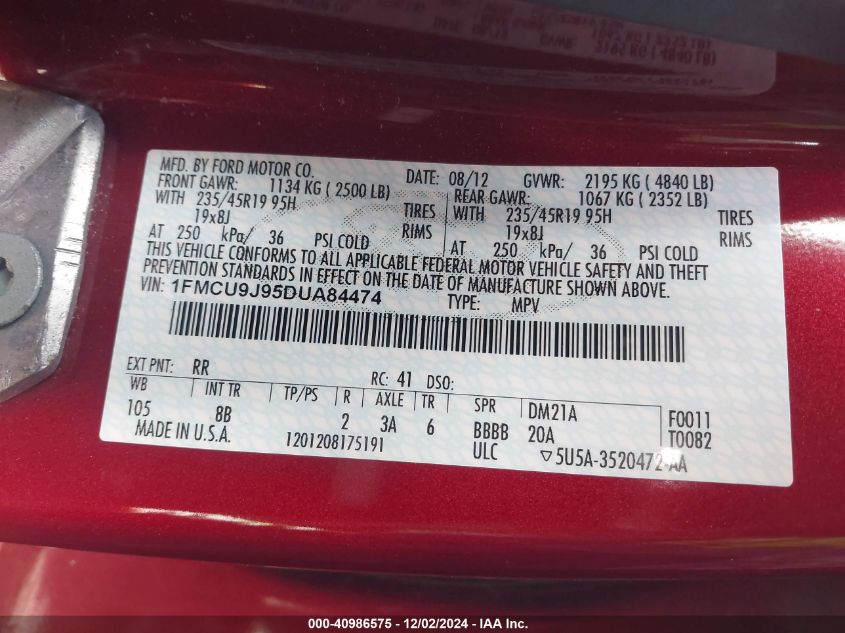 MFD. BY FORD MOTOR CO. DATE: 08/12 GVWR: 2195 KG ( 4840 LB)
FRONT GAWR: 1134 KG ( 2500 LB) REAR GAWR: 1067 KG ( 2352 LB)
WITH 235/45R19 95H TIRES WITH 235/45R19 95H TIRES
19x8J RIMS 19x8J RIMS
AT 250 kPa/ 36 PSI COLD AT 250 kPa/ 36 PSI COLD
THIS VEHICLE CONFORMS TO ALL APPLICABLE FEDERAL MOTOR VEHICLE SAFETY AND THEFT
PREVENTION STANDARDS IN EFFECT ON THE DATE OF MANUFACTURE SHOWN ABOVE.
VIN: 1FMCU9J95DUA84474 TYPE: MPV
EXT PNT: RR RC: 41 DSO:
WB INT TR TP/PS R AXLE TR SPR DM21A F0011
105 8B 2 3A 6 BBBB 20A T0082
MADE IN U.S.A. 1201208175191 ULC ▽5U5A-3520472-AA
000-40986575 - 12/02/2024 - IAA Inc.